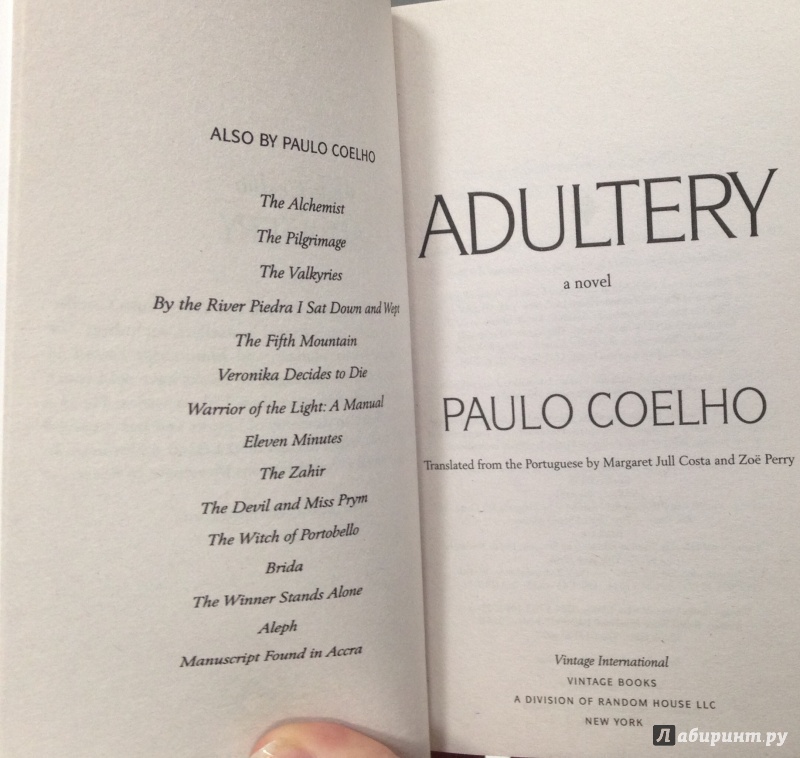 ALSO BY PAULO COELHO
The Alchemist
The Pilgrimage
The Valkyries
By the River Piedra I Sat Down and Wept
The Fifth Mountain
Veronika Decides to Die
Warrior of the Light: A Manual
Eleven Minutes
The Zahir
The Devil and Miss Prym
The Witch of Portobello
Brida
The Winner Stands Alone
Aleph
Manuscript Found in Accra
ADULTERY
a novel
PAULO COELHO
Translated from the Portuguese by Margaret Jull Costa and Zoë Perry
Vintage International
VINTAGE BOOKS
A DIVISION OF RANDOM HOUSE LLC
NEW YORK
Лабиринт.ру